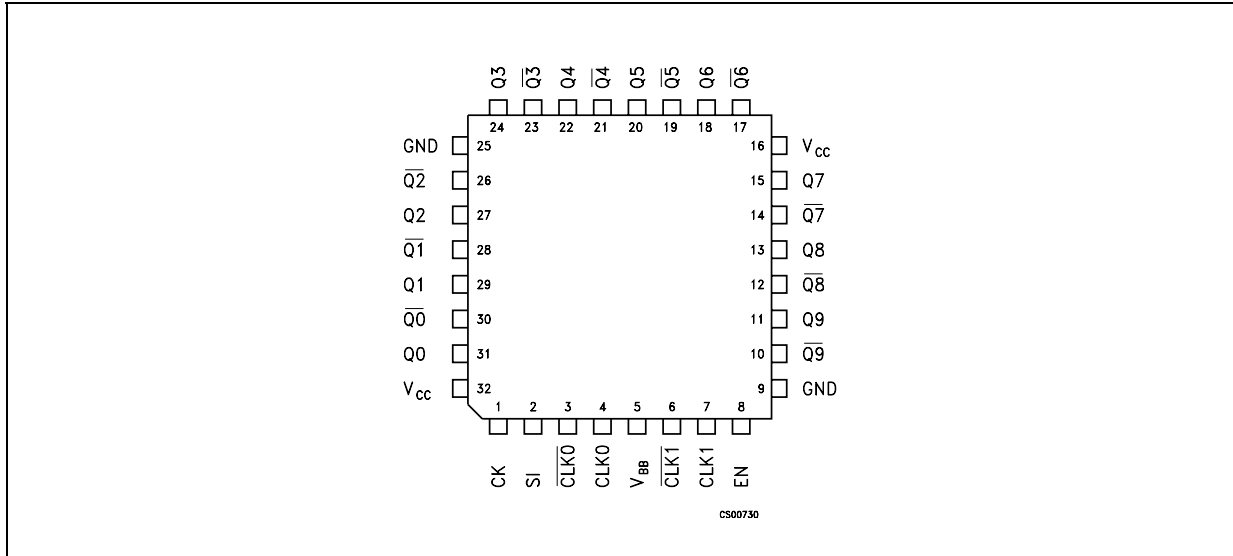 Q3 Q̅3̅ Q4 Q̅4̅ Q5 Q̅5̅ Q6 Q̅6̅
24 23 22 21 20 19 18 17
GND 25 16 VCC
Q̅2̅ 26 15 Q7
Q2 27 14 Q̅7̅
Q̅1̅ 28 13 Q8
Q1 29 12 Q̅8̅
Q̅0̅ 30 11 Q9
Q0 31 10 Q̅9̅
VCC 32 9 GND
1 2 3 4 5 6 7 8
CK SI C̅L̅K̅0̅ CLK0 VBB C̅L̅K̅1̅ CLK1 EN
CS00730